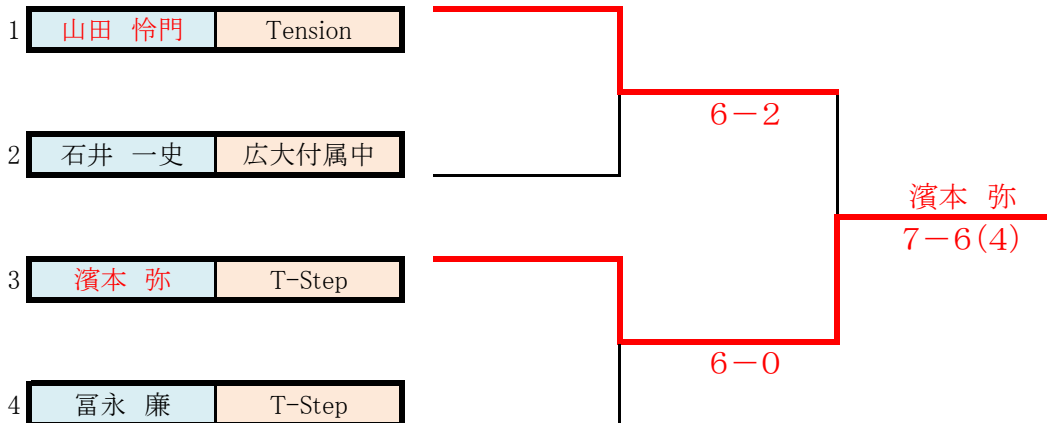 1 山田 怜門 Tension
6－2
2 石井 一史 広大付属中
濱本 弥
7－6(4)
3 濱本 弥 T-Step
6－0
4 冨永 廉 T-Step